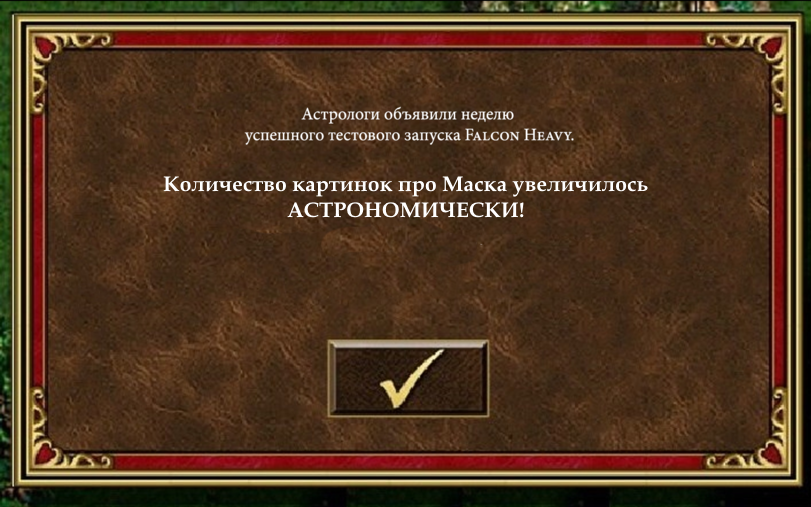 Астрологи объявили неделю
успешного тестового запуска Falcon Heavy.
Количество картинок про Маска увеличилось
АСТРОНОМИЧЕСКИ!